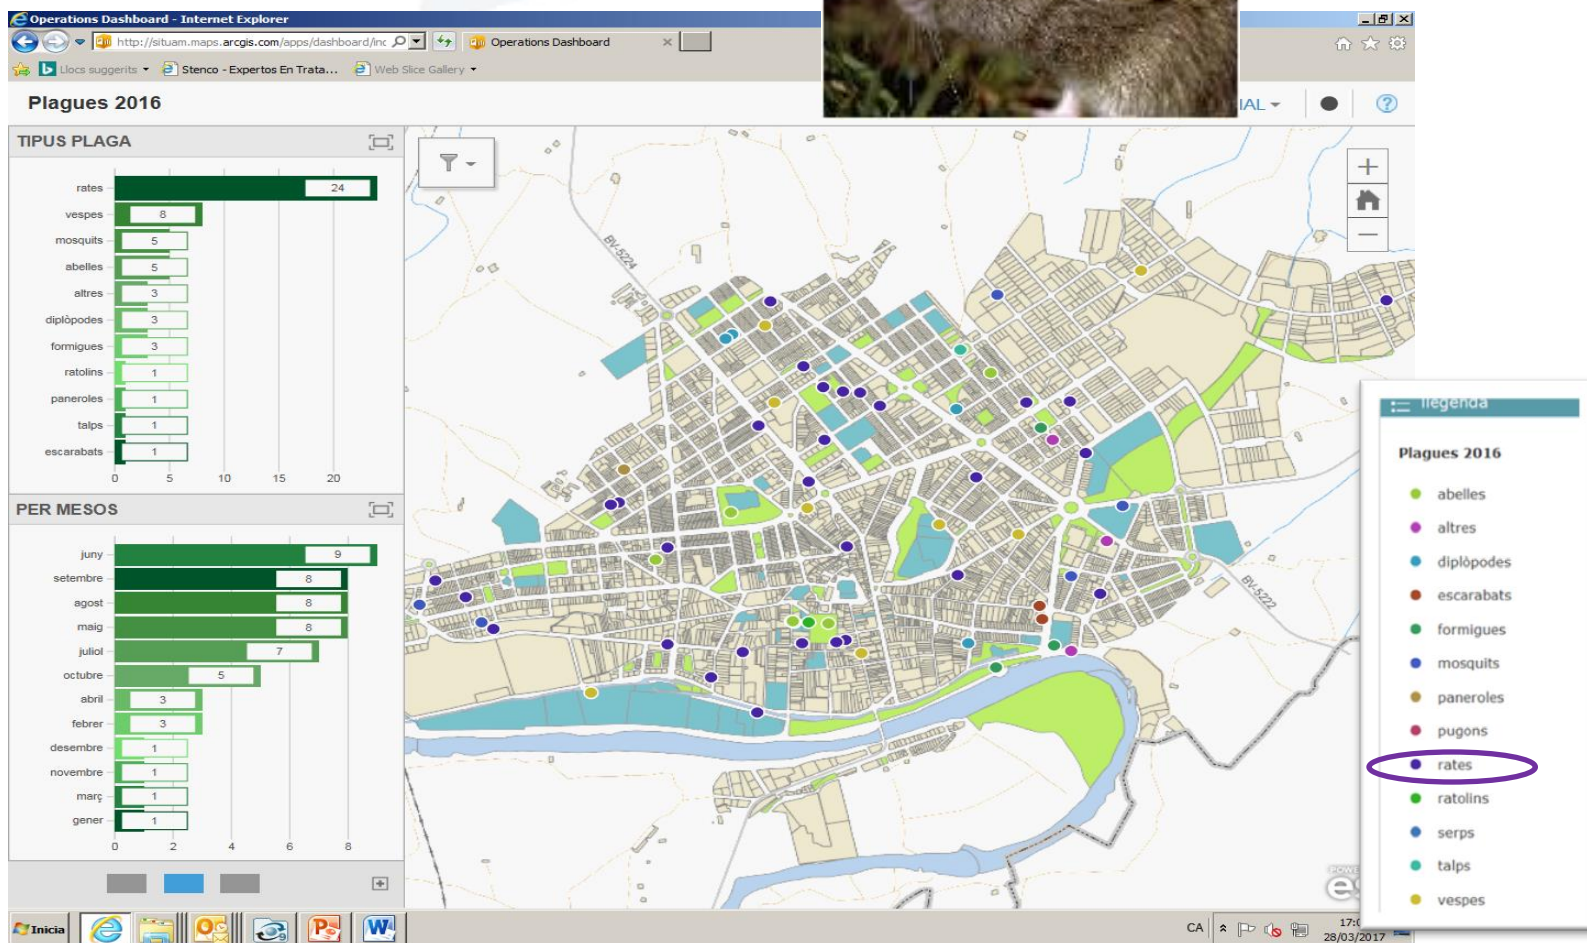 Operations Dashboard - Internet Explorer
http://situam.maps.arcgis.com/apps/dashboard/inc
Operations Dashboard
Llocs suggerits
Stenco - Expertos En Trata...
Web Slice Gallery
Plagues 2016
IAL
TIPUS PLAGA
rates 24
vespes 8
mosquits 5
abelles 5
altres 3
diplòpodes 3
formigues 3
ratolins 1
paneroles 1
talps 1
escarabats 1
0 5 10 15 20
PER MESOS
juny 9
setembre 8
agost 8
maig 8
juliol 7
octubre 5
abril 3
febrer 3
desembre 1
novembre 1
març 1
gener 1
0 2 4 6 8
BV-5224
BV-5222
llegenda
Plagues 2016
abelles
altres
diplòpodes
escarabats
formigues
mosquits
paneroles
pugons
rates
ratolins
serps
talps
vespes
Inicia
CA
17:0
28/03/2017